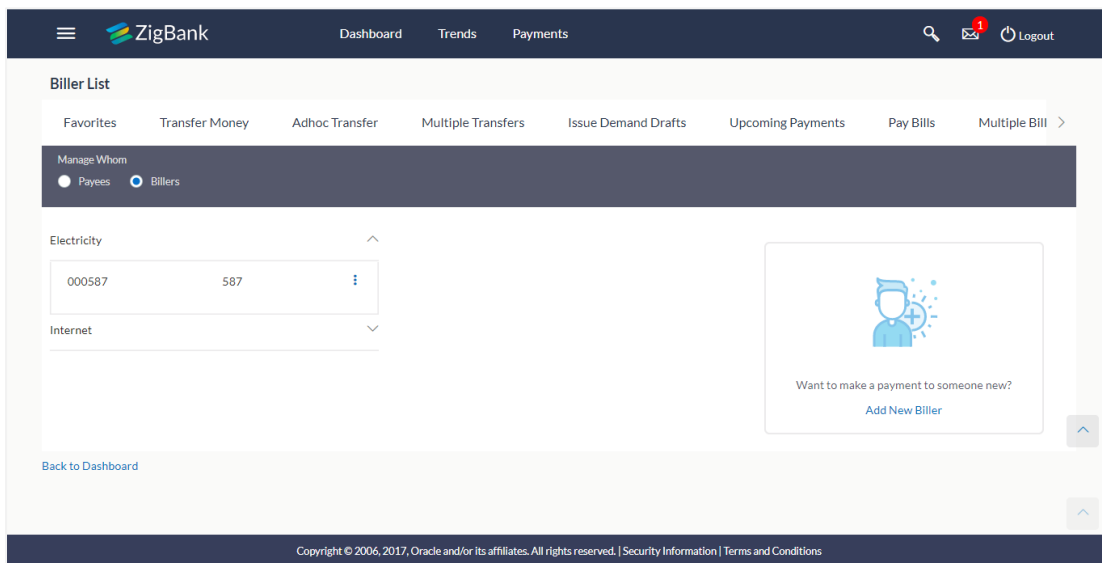 ZigBank Dashboard Trends Payments 1 Logout
Biller List
Favorites Transfer Money Adhoc Transfer Multiple Transfers Issue Demand Drafts Upcoming Payments Pay Bills Multiple Bill
Manage Whom
Payees Billers
Electricity
000587 587
Internet
Want to make a payment to someone new?
Add New Biller
Back to Dashboard
Copyright © 2006, 2017, Oracle and/or its affiliates. All rights reserved. | Security Information | Terms and Conditions